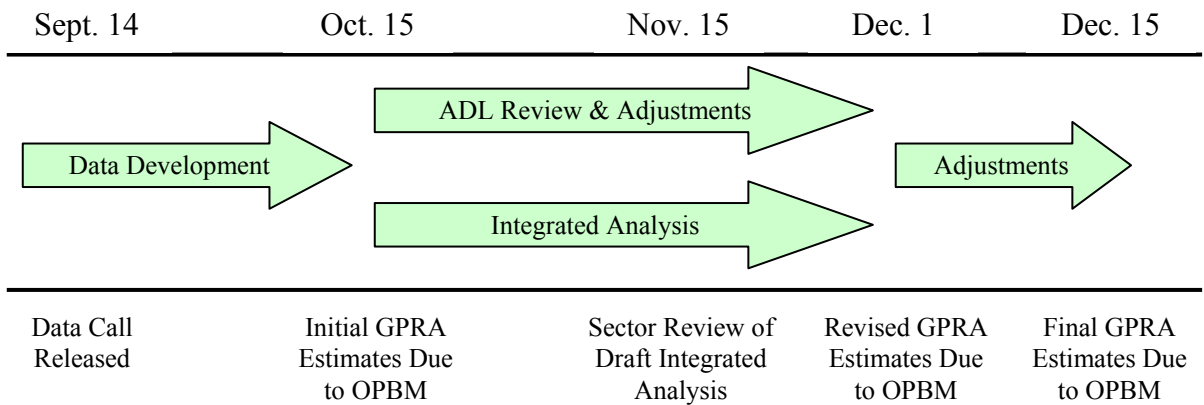 Sept. 14 Oct. 15 Nov. 15 Dec. 1 Dec. 15
ADL Review & Adjustments
Data Development Adjustments
Integrated Analysis
Data Call Initial GPRA Sector Review of Revised GPRA Final GPRA
Released Estimates Due Draft Integrated Estimates Due Estimates Due
to OPBM Analysis to OPBM to OPBM